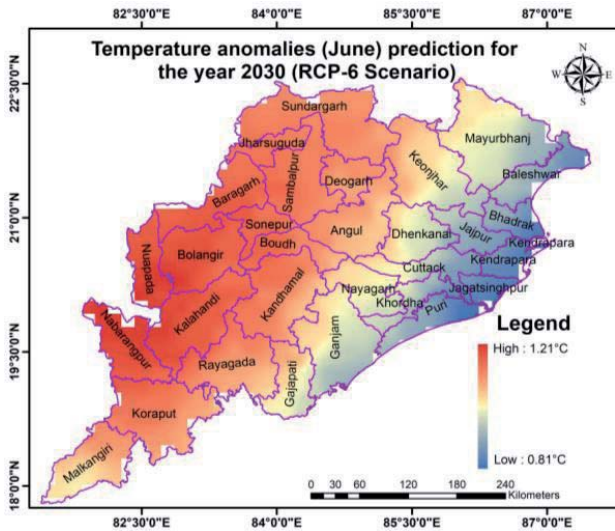 82°30'0"E 84°0'0"E 85°30'0"E 87°0'0"E
Temperature anomalies (June) prediction for
the year 2030 (RCP-6 Scenario)
N
W E
S
22°30'0"N
21°0'0"N
19°30'0"N
18°0'0"N
Sundargarh
Jharsuguda
Mayurbhanj
Sambalpur
Keonjhar
Deogarh
Baleshwar
Baragarh
Bhadrak
Sonepur
Angul
Dhenkanal
Jajpur
Kendrapara
Nuapada
Bolangir
Boudh
Cuttack
Kendrapara
Nayagarh
Jagatsinghpur
Kandhamal
Khordha
Puri
Kalahandi
Nabarangpur
Ganjam
Rayagada
Gajapati
Koraput
Malkangiri
Legend
High : 1.21°C
Low : 0.81°C
0 15 30 60 120 180 240
Kilometers
82°30'0"E 84°0'0"E 85°30'0"E 87°0'0"E